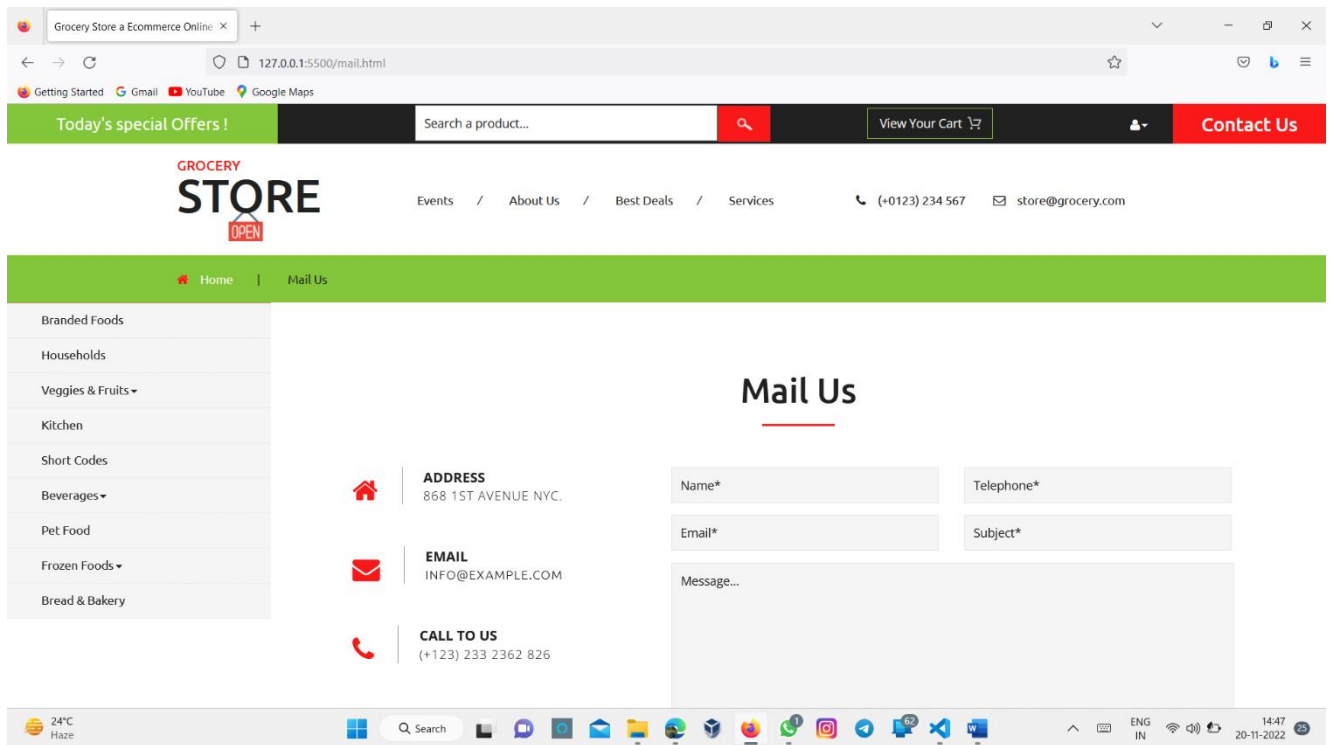 Grocery Store a Ecommerce Online
127.0.0.1:5500/mail.html
Getting Started Gmail YouTube Google Maps
Today's special Offers !
Search a product...
View Your Cart
Contact Us
GROCERY
STORE
OPEN
Events / About Us / Best Deals / Services
(+0123) 234 567
store@grocery.com
Home | Mail Us
Branded Foods
Households
Veggies & Fruits
Kitchen
Short Codes
Beverages
Pet Food
Frozen Foods
Bread & Bakery
Mail Us
ADDRESS
868 1ST AVENUE NYC.
EMAIL
INFO@EXAMPLE.COM
CALL TO US
(+123) 233 2362 826
Name*
Telephone*
Email*
Subject*
Message...
24°C
Haze
Search
62
ENG
IN
14:47
20-11-2022
25